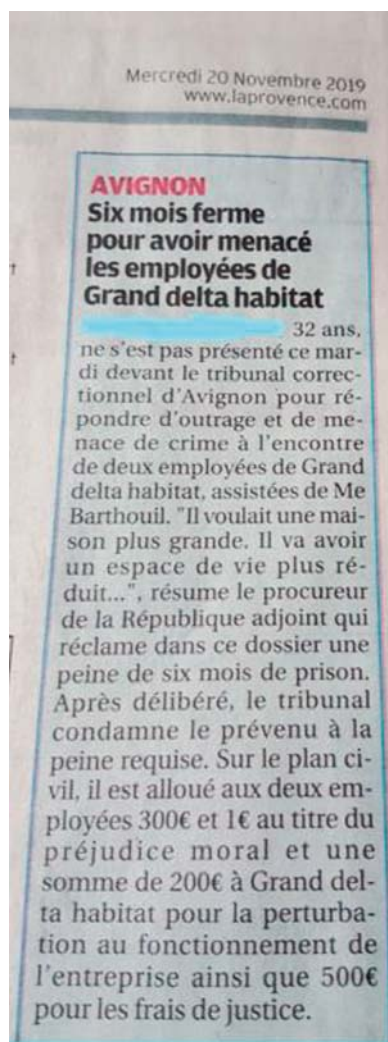 Mercredi 20 Novembre 2019
www.laprovence.com
AVIGNON
Six mois ferme
pour avoir menacé
les employées de
Grand delta habitat
32 ans,
ne s'est pas présenté ce mar-
di devant le tribunal correc-
tionnel d'Avignon pour ré-
pondre d'outrage et de me-
nace de crime à l'encontre
de deux employées de Grand
delta habitat, assistées de Me
Barthouil. "Il voulait une mai-
son plus grande. Il va avoir
un espace de vie plus ré-
duit...", résume le procureur
de la République adjoint qui
réclame dans ce dossier une
peine de six mois de prison.
Après délibéré, le tribunal
condamne le prévenu à la
peine requise. Sur le plan ci-
vil, il est alloué aux deux em-
ployées 300€ et 1€ au titre du
préjudice moral et une
somme de 200€ à Grand del-
ta habitat pour la perturba-
tion au fonctionnement de
l'entreprise ainsi que 500€
pour les frais de justice.